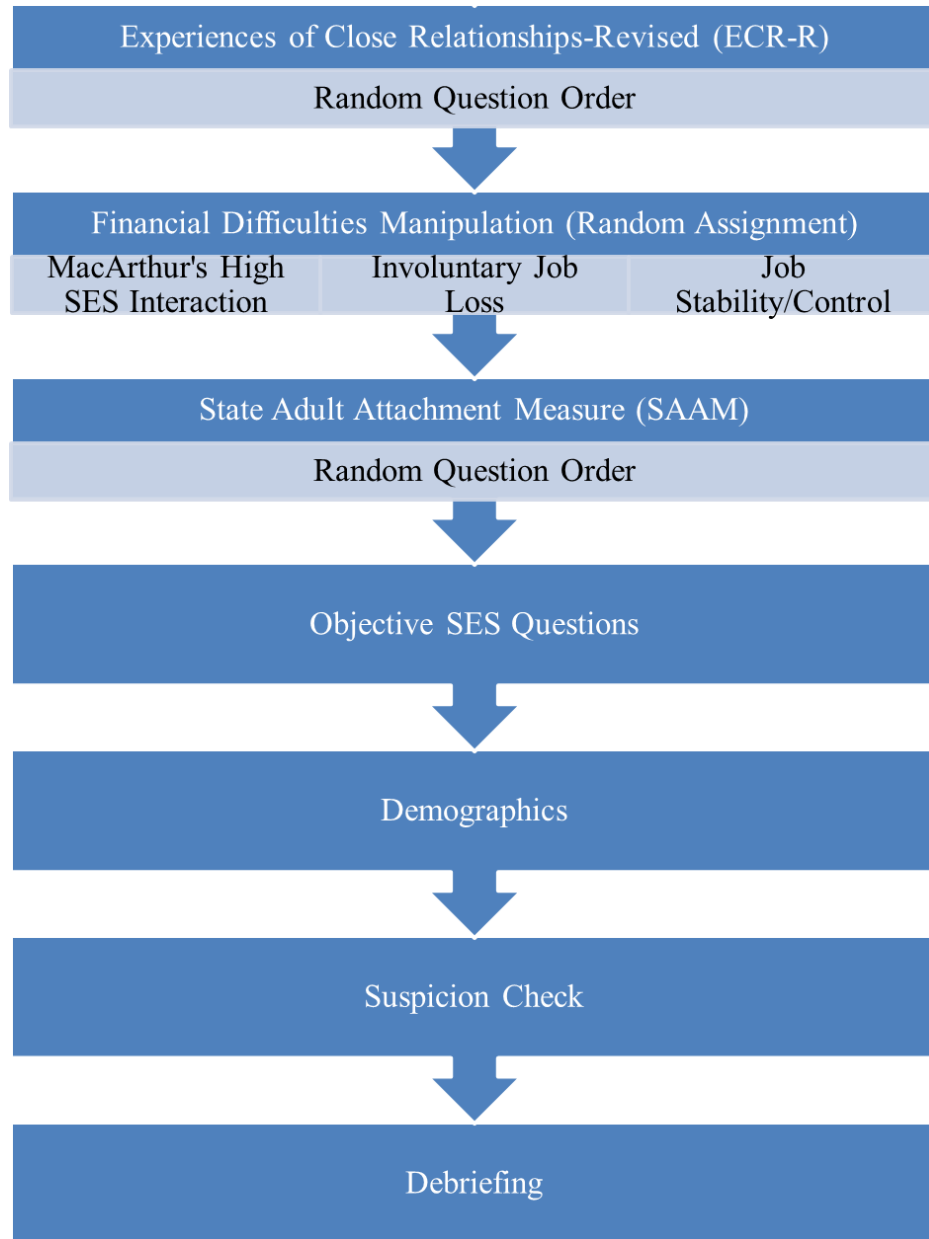 Experiences of Close Relationships-Revised (ECR-R)
Random Question Order
Financial Difficulties Manipulation (Random Assignment)
MacArthur's High
SES Interaction
Involuntary Job
Loss
Job
Stability/Control
State Adult Attachment Measure (SAAM)
Random Question Order
Objective SES Questions
Demographics
Suspicion Check
Debriefing